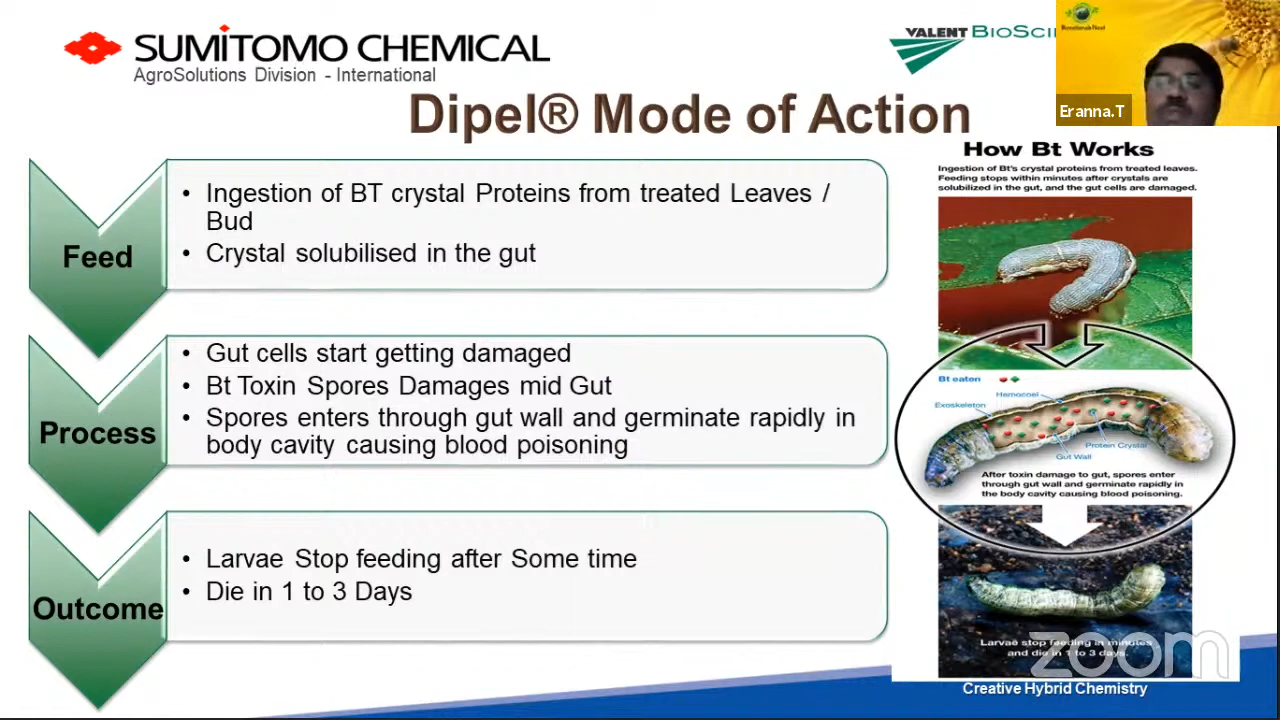 SUMİTOMO CHEMICAL
AgroSolutions Division - International
VALENT BIOSCI
Eranna.T
Dipel® Mode of Action
Feed
• Ingestion of BT crystal Proteins from treated Leaves /
Bud
• Crystal solubilised in the gut
Process
• Gut cells start getting damaged
• Bt Toxin Spores Damages mid Gut
• Spores enters through gut wall and germinate rapidly in
body cavity causing blood poisoning
Outcome
• Larvae Stop feeding after Some time
• Die in 1 to 3 Days
How Bt Works
Ingestion of Bt's crystal proteins from treated leaves.
Feeding stops within minutes after crystals are
solubilized in the gut, and the gut cells are damaged.
Bt eaten
Hemocoel
Exoskeleton
Protein Crystal
Gut Wall
After toxin damage to gut, spores enter
through gut wall and germinate rapidly in
the body cavity causing blood poisoning.
Larvae stop feeding in minutes
and die in 1 to 3 days.
zoom
Creative Hybrid Chemistry